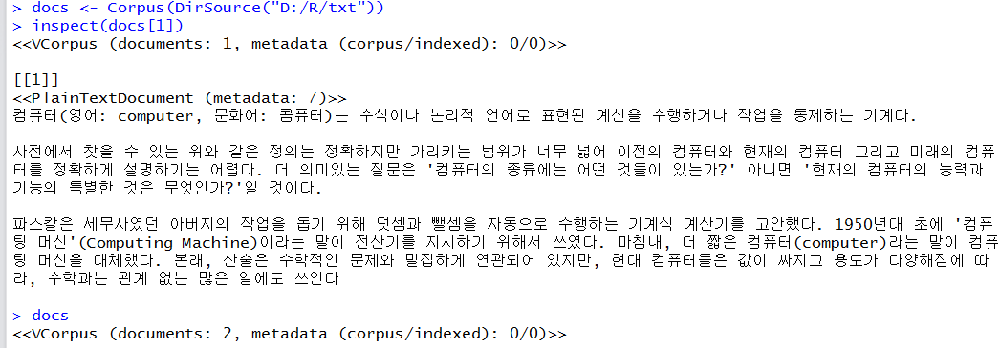 > docs <- Corpus(DirSource("D:/R/txt"))
> inspect(docs[1])
<<VCorpus (documents: 1, metadata (corpus/indexed): 0/0)>>
[[1]]
<<PlainTextDocument (metadata: 7)>>
컴퓨터(영어: computer, 문화어: 콤퓨터)는 수식이나 논리적 언어로 표현된 계산을 수행하거나 작업을 통제하는 기계다.
사전에서 찾을 수 있는 위와 같은 정의는 정확하지만 가리키는 범위가 너무 넓어 이전의 컴퓨터와 현재의 컴퓨터 그리고 미래의 컴퓨
터를 정확하게 설명하기는 어렵다. 더 의미있는 질문은 '컴퓨터의 종류에는 어떤 것들이 있는가?' 아니면 '현재의 컴퓨터의 능력과
기능의 특별한 것은 무엇인가?'일 것이다.
파스칼은 세무사였던 아버지의 작업을 돕기 위해 덧셈과 뺄셈을 자동으로 수행하는 기계식 계산기를 고안했다. 1950년대 초에 '컴퓨
팅 머신'(Computing Machine)이라는 말이 전산기를 지시하기 위해서 쓰였다. 마침내, 더 짧은 컴퓨터(computer)라는 말이 컴퓨
팅 머신을 대체했다. 본래, 산술은 수학적인 문제와 밀접하게 연관되어 있지만, 현대 컴퓨터들은 값이 싸지고 용도가 다양해짐에 따
라, 수학과는 관계 없는 많은 일에도 쓰인다
> docs
<<VCorpus (documents: 2, metadata (corpus/indexed): 0/0)>>